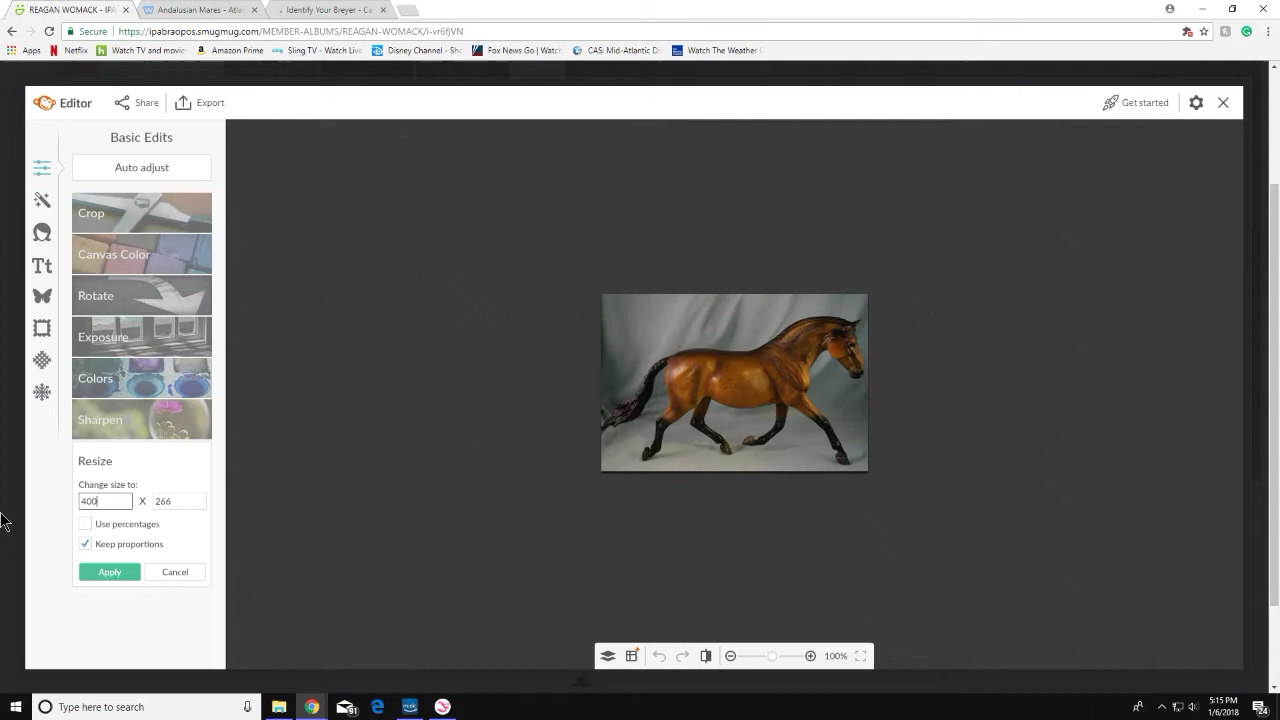 REAGAN WOMACK - IPA
Andalusian Mares - Atla
Identify Your Breyer - Ca
Secure
https://ipabraopos.smugmug.com/MEMBER-ALBUMS/REAGAN-WOMACK/i-vr6fjVN
Apps
Netflix
Watch TV and movies
Amazon Prime
Sling TV - Watch Live
Disney Channel - Sho
Fox News Go | Watch
CAS: Mid-Atlantic Di
Watch The Weather C
Editor
Share
Export
Get started
Basic Edits
Auto adjust
Crop
Canvas Color
Rotate
Exposure
Tt
Colors
Sharpen
Resize
Change size to:
400 X 266
Use percentages
Keep proportions
Apply
Cancel
100%
Type here to search
music
5:15 PM
1/6/2018
24